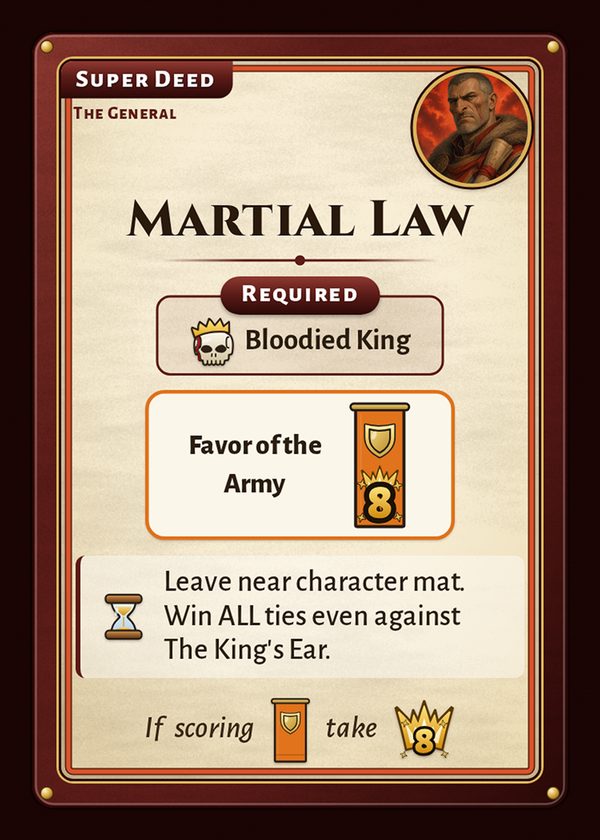 Super Deed
The General
Martial Law
Required
Bloodied King
Favor of the
Army
8
Leave near character mat.
Win ALL ties even against
The King's Ear.
If scoring take 8